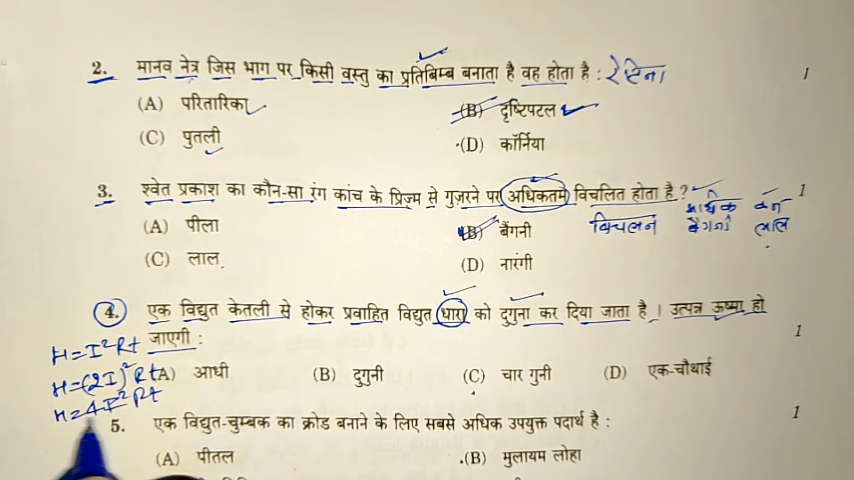 2. मानव नेत्र जिस भाग पर किसी वस्तु का प्रतिबिम्ब बनाता है वह होता है : रेटिना 1
(A) परितारिका (B) दृष्टिपटल
(C) पुतली (D) कॉर्निया
3. श्वेत प्रकाश का कौन-सा रंग कांच के प्रिज़्म से गुज़रने पर अधिकतम विचलित होता है ? 1
अधिक कम
(A) पीला (B) बैंगनी विचलन बैंगनी लाल
(C) लाल (D) नारंगी
4. एक विद्युत केतली से होकर प्रवाहित विद्युत धारा को दुगुना कर दिया जाता है । उत्पन्न ऊष्मा हो
जाएगी : 1
H=I²Rt
H=(2I)²Rt
H=4I²Rt
(A) आधी (B) दुगुनी (C) चार गुनी (D) एक-चौथाई
5. एक विद्युत-चुम्बक का क्रोड बनाने के लिए सबसे अधिक उपयुक्त पदार्थ है : 1
(A) पीतल (B) मुलायम लोहा